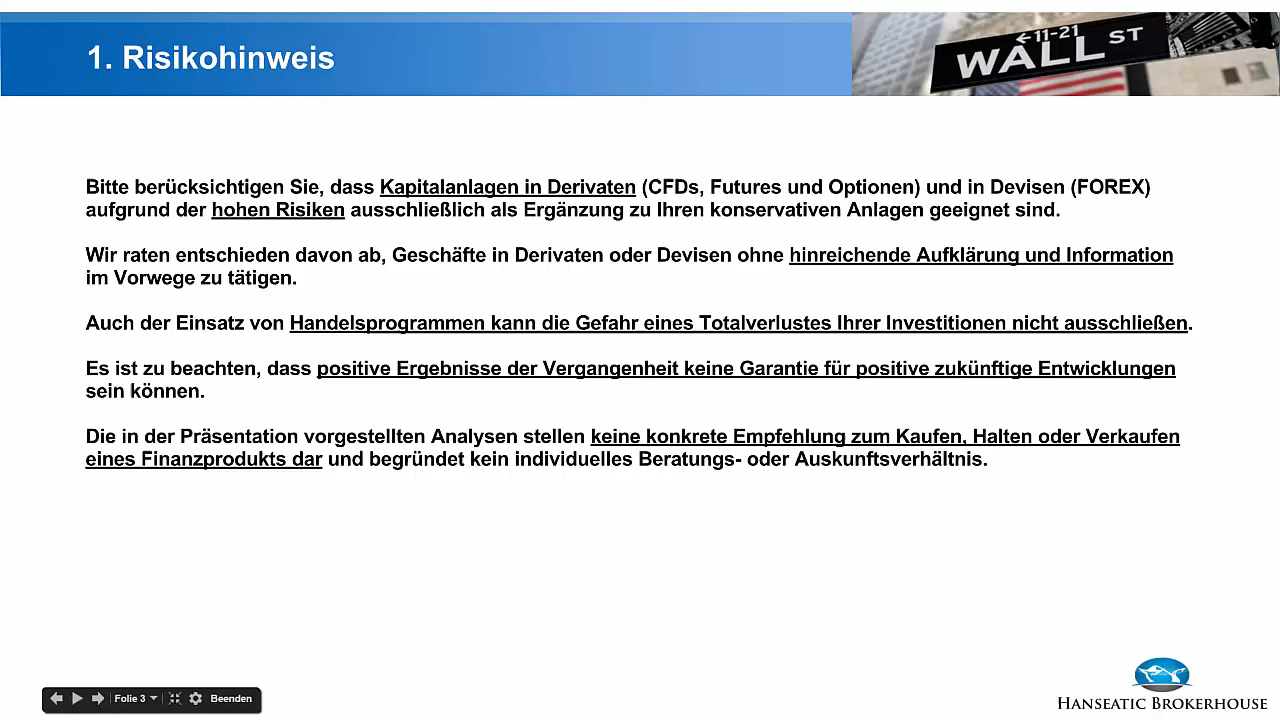 1. Risikohinweis
←11-21
WALL ST
Bitte berücksichtigen Sie, dass Kapitalanlagen in Derivaten (CFDs, Futures und Optionen) und in Devisen (FOREX)
aufgrund der hohen Risiken ausschließlich als Ergänzung zu Ihren konservativen Anlagen geeignet sind.
Wir raten entschieden davon ab, Geschäfte in Derivaten oder Devisen ohne hinreichende Aufklärung und Information
im Vorwege zu tätigen.
Auch der Einsatz von Handelsprogrammen kann die Gefahr eines Totalverlustes Ihrer Investitionen nicht ausschließen.
Es ist zu beachten, dass positive Ergebnisse der Vergangenheit keine Garantie für positive zukünftige Entwicklungen
sein können.
Die in der Präsentation vorgestellten Analysen stellen keine konkrete Empfehlung zum Kaufen, Halten oder Verkaufen
eines Finanzprodukts dar und begründet kein individuelles Beratungs- oder Auskunftsverhältnis.
Folie 3
Beenden
HANSEATIC BROKERHOUSE